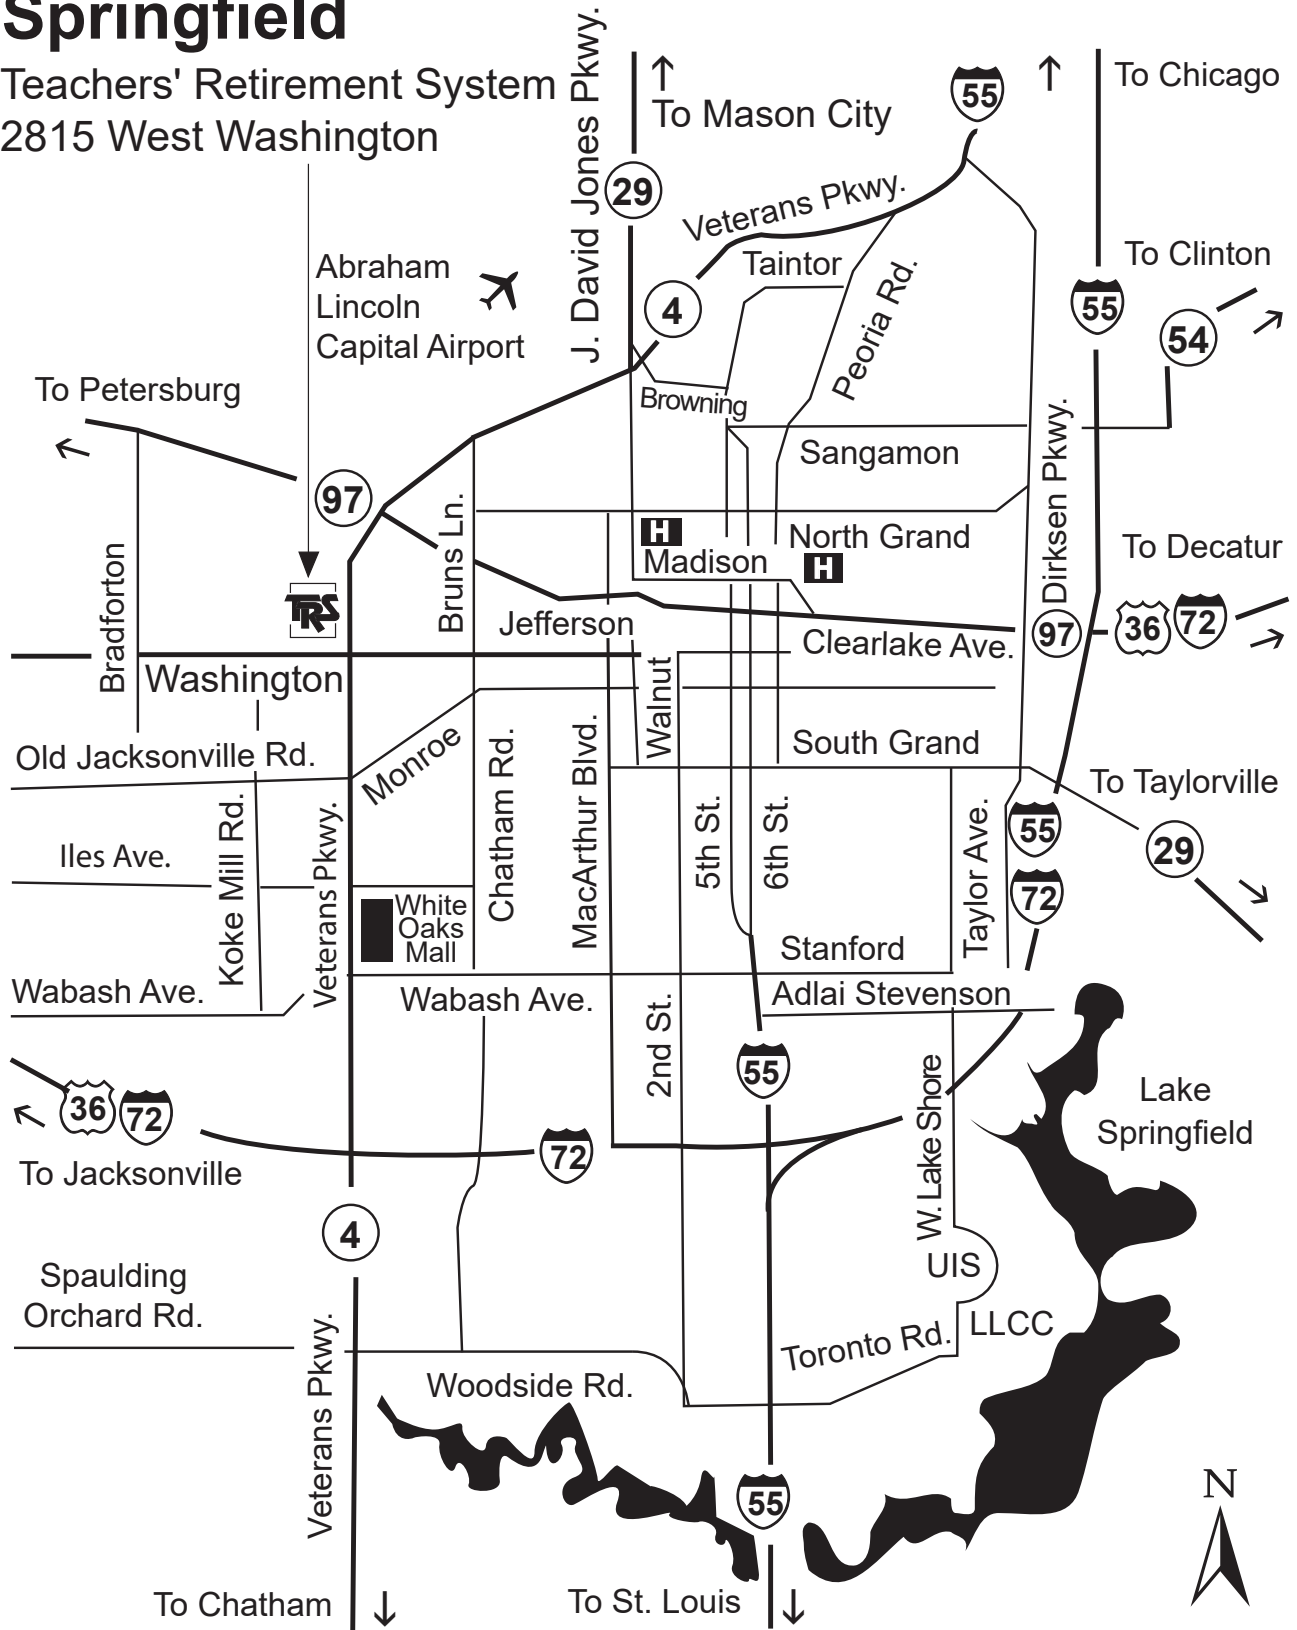 Springfield
Teachers' Retirement System
2815 West Washington
J. David Jones Pkwy.
To Mason City
55
To Chicago
29
Veterans Pkwy.
Taintor
To Clinton
Abraham
Lincoln
Capital Airport
4
Peoria Rd.
55
54
To Petersburg
Browning
Sangamon
Dirksen Pkwy.
97
Bruns Ln.
H
North Grand
To Decatur
Madison
H
Bradforton
TRS
Jefferson
Clearlake Ave.
97
36
72
Washington
Walnut
Old Jacksonville Rd.
Monroe
South Grand
To Taylorville
Koke Mill Rd.
Veterans Pkwy.
Chatham Rd.
MacArthur Blvd.
5th St.
6th St.
Taylor Ave.
55
29
Iles Ave.
72
White
Oaks
Mall
Stanford
Wabash Ave.
Wabash Ave.
2nd St.
Adlai Stevenson
55
W. Lake Shore
Lake
Springfield
36
72
To Jacksonville
72
4
UIS
Spaulding
Orchard Rd.
LLCC
Toronto Rd.
Veterans Pkwy.
Woodside Rd.
55
N
To Chatham
To St. Louis